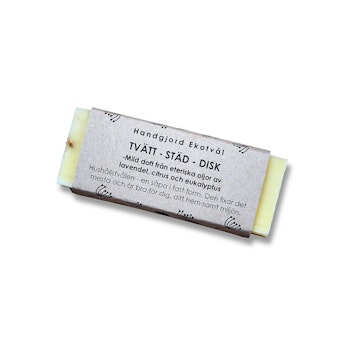 Handgjord Ekotvål
TVÄTT - STÄD - DISK
-Mild doft från eteriska oljor av
lavendel, citrus och eukalyptus
Hushållstvålen - en såpa i fast form. Den fixar det
mesta och är bra för dig, ditt hem samt miljön.